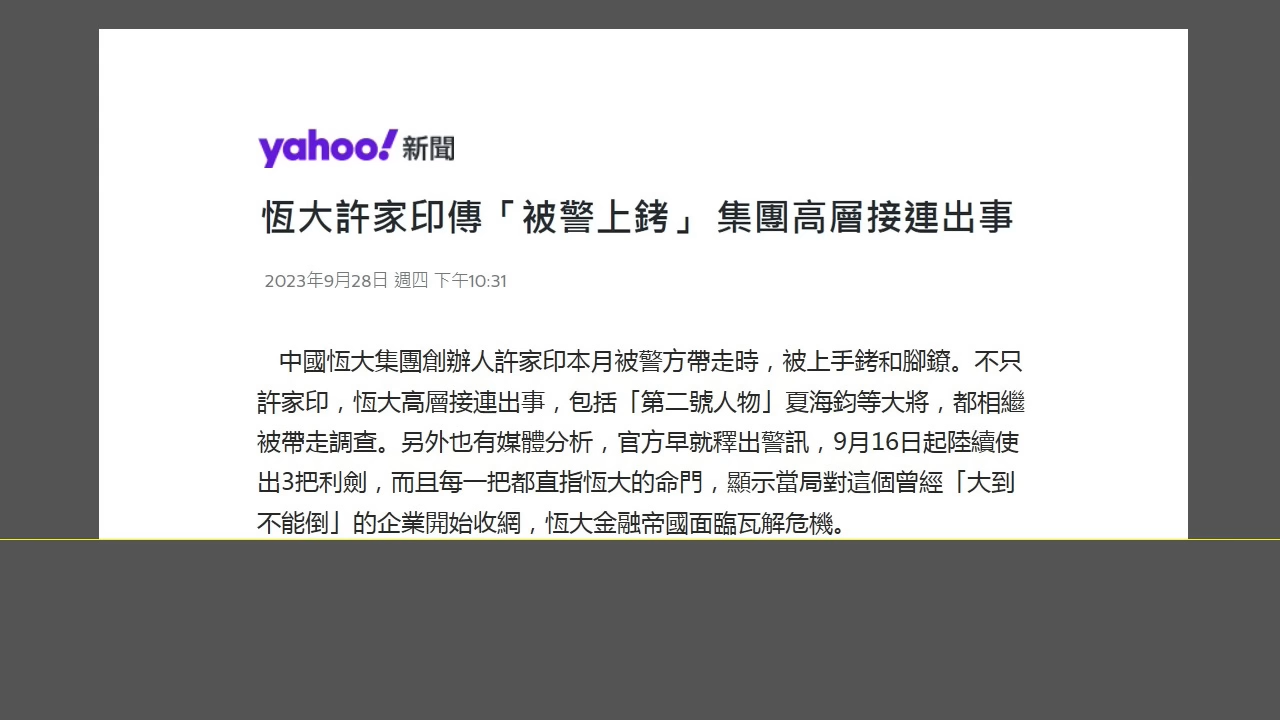 yahoo!新聞
恆大許家印傳「被警上銬」 集團高層接連出事
2023年9月28日 週四 下午10:31
中國恆大集團創辦人許家印本月被警方帶走時，被上手銬和腳鐐。不只
許家印，恆大高層接連出事，包括「第二號人物」夏海鈞等大將，都相繼
被帶走調查。另外也有媒體分析，官方早就釋出警訊，9月16日起陸續使
出3把利劍，而且每一把都直指恆大的命門，顯示當局對這個曾經「大到
不能倒」的企業開始收網，恆大金融帝國面臨瓦解危機。